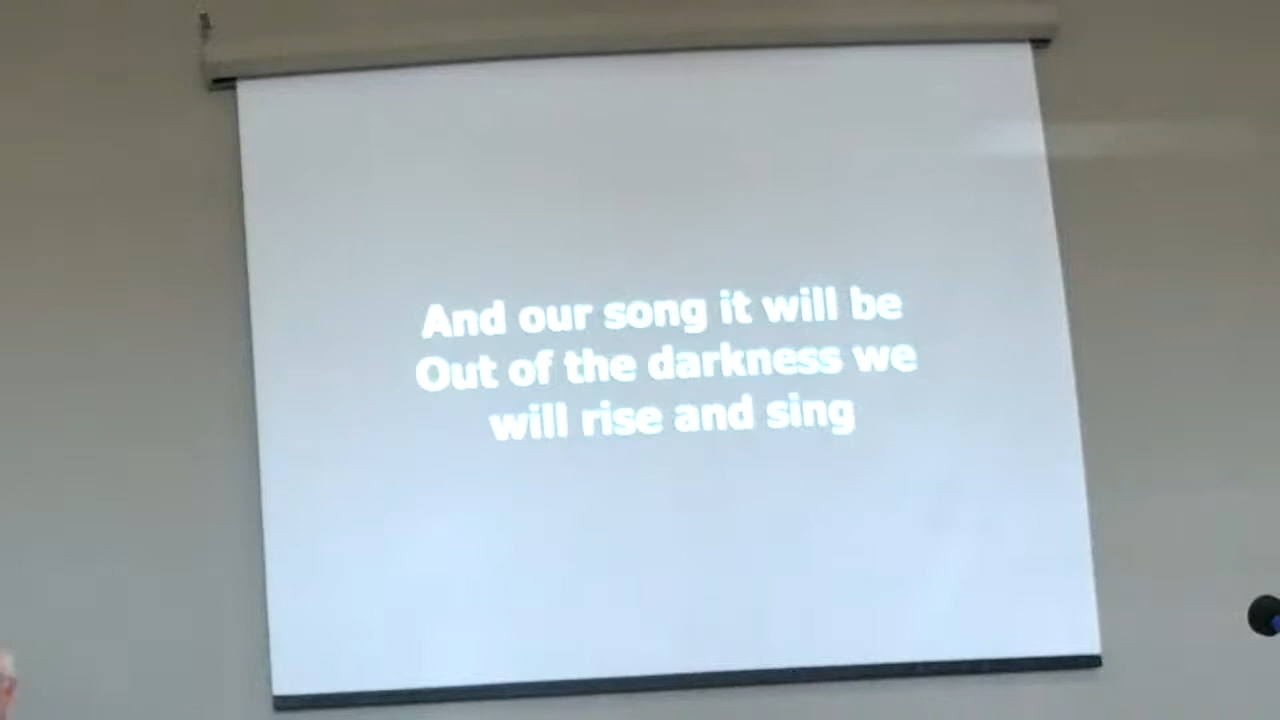 And our song it will be
Out of the darkness we
will rise and sing